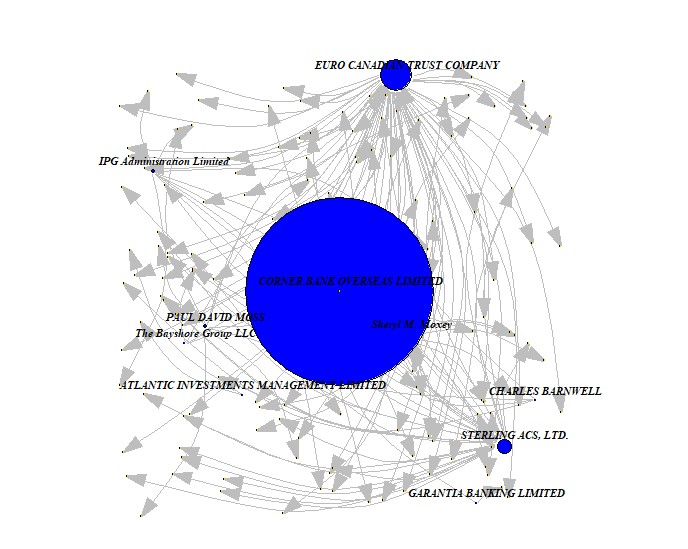 EURO CANADIAN TRUST COMPANY
IPG Administration Limited
CORNER BANK OVERSEAS LIMITED
PAUL DAVID MOSS
Sheryl M. Moxey
The Bayshore Group LLC
ATLANTIC INVESTMENTS MANAGEMENT LIMITED
CHARLES BARNWELL
STERLING ACS, LTD.
GARANTIA BANKING LIMITED